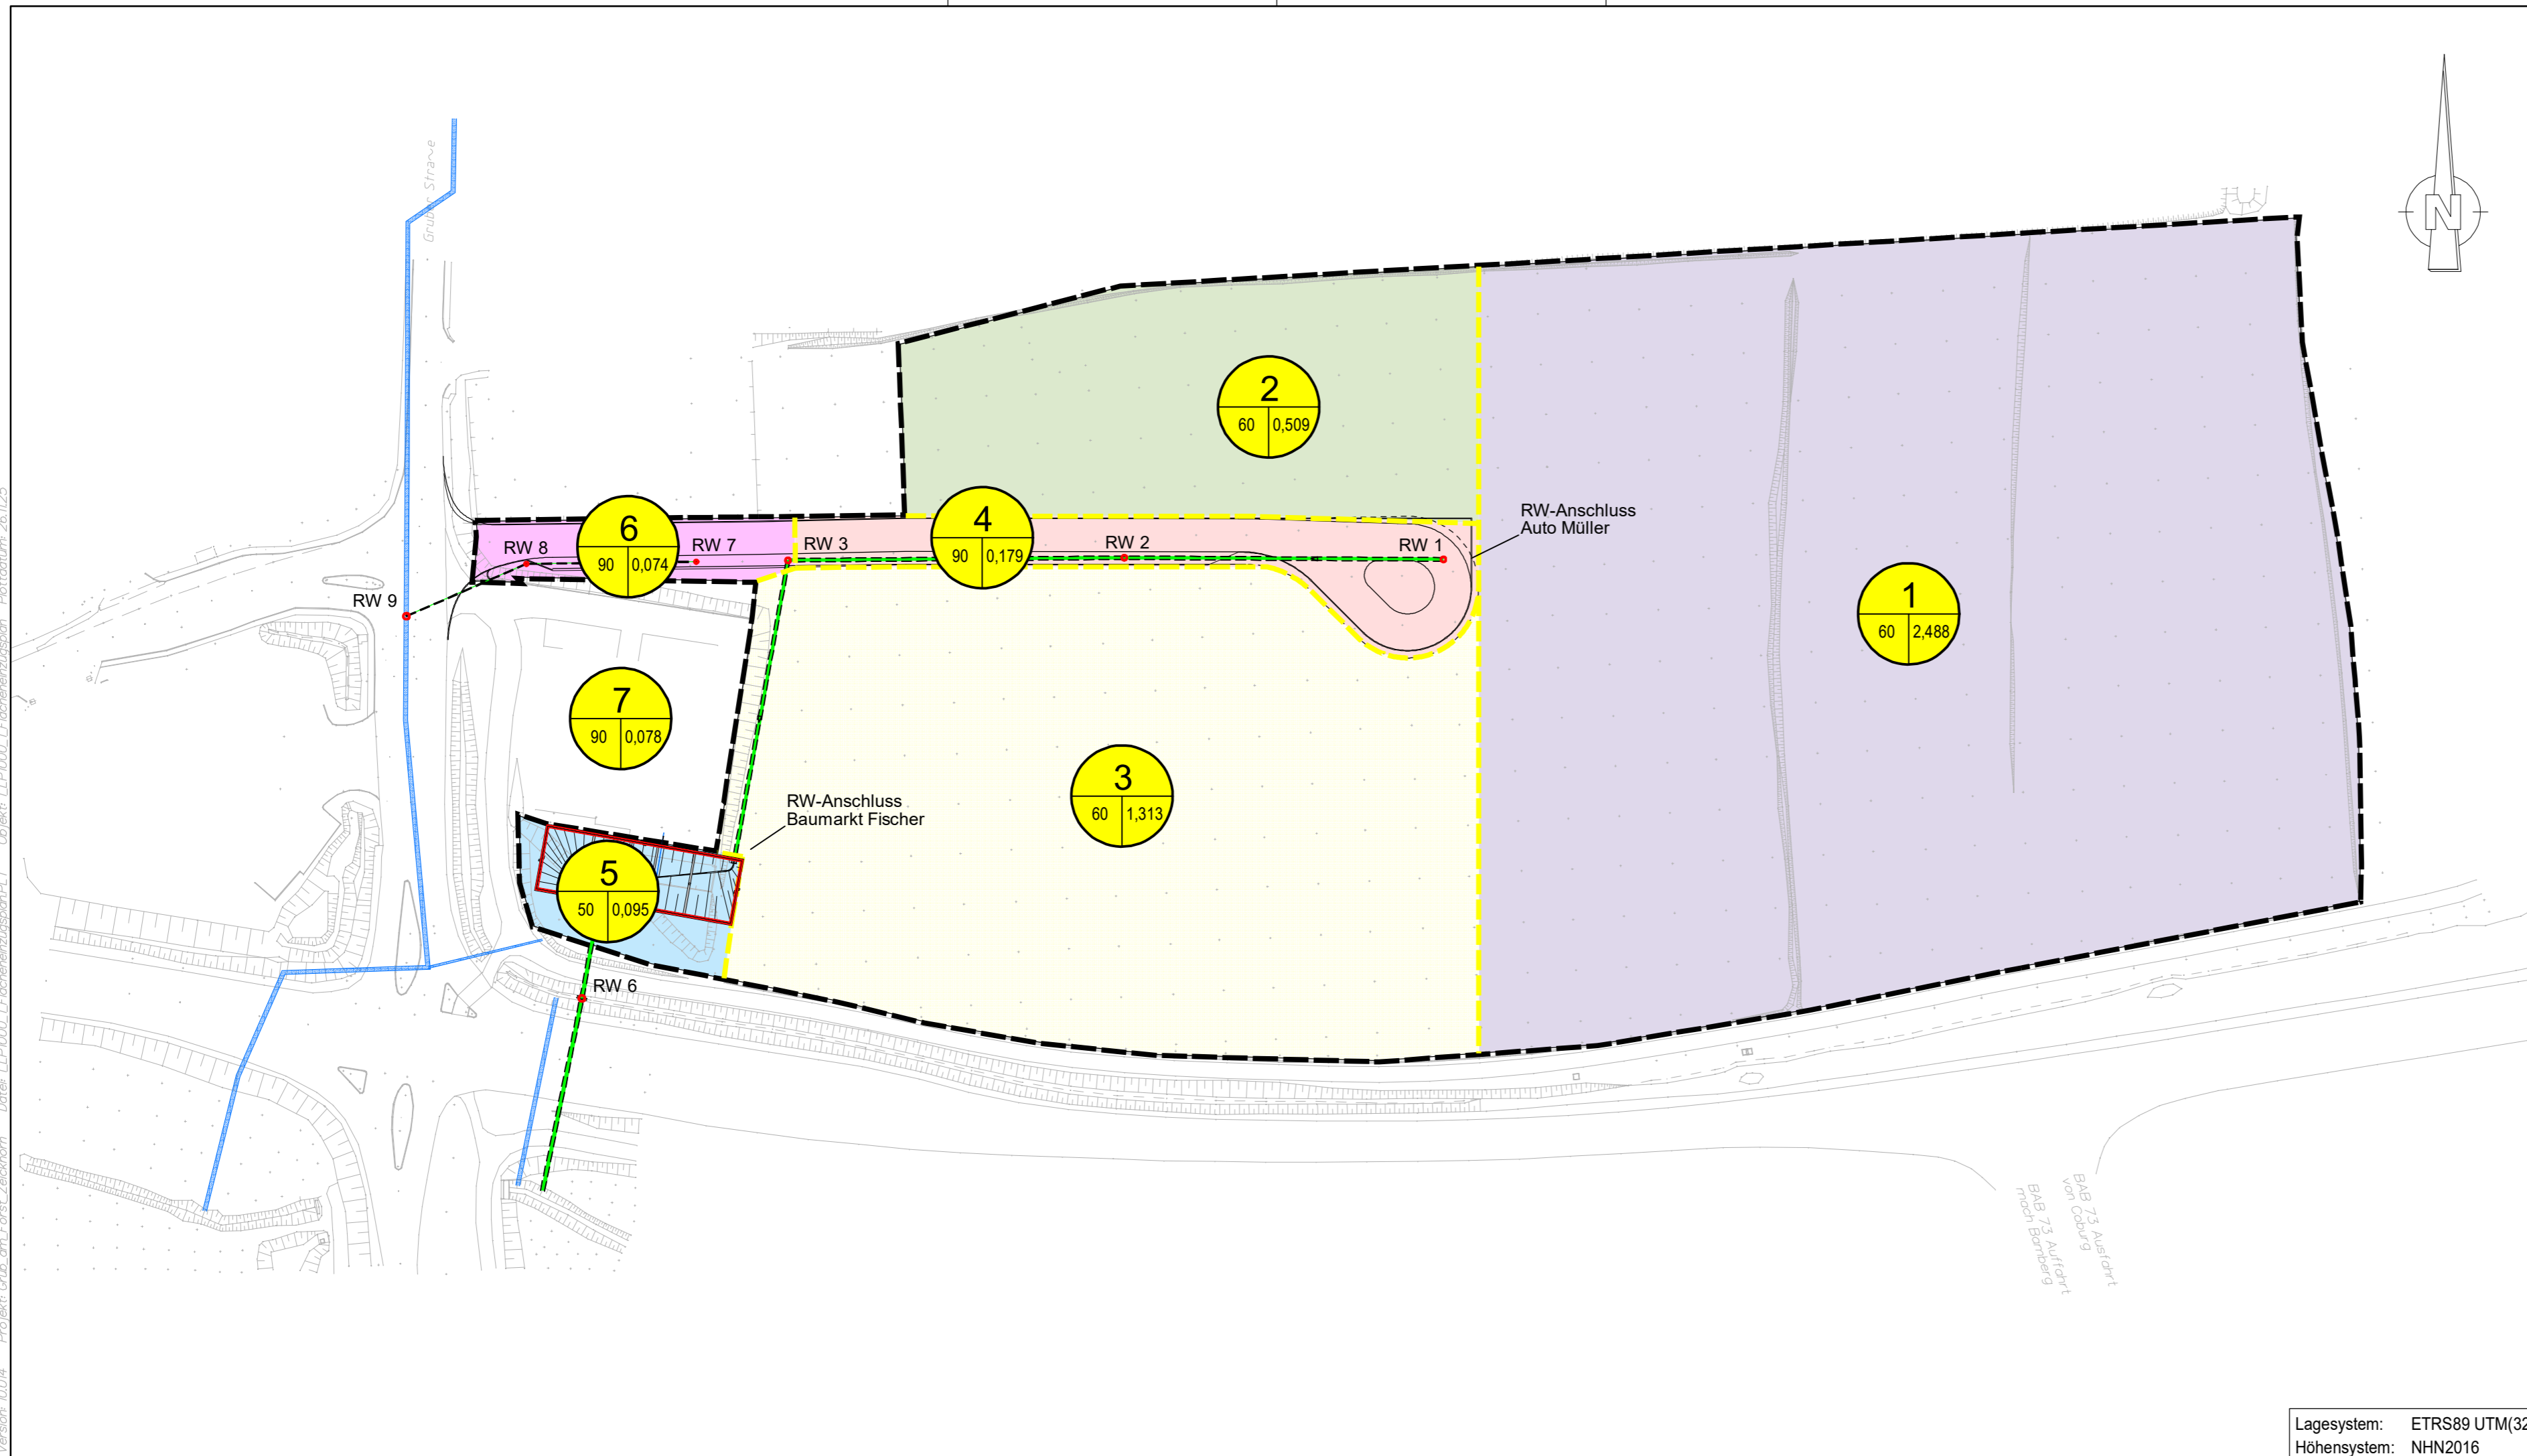 Gruber Stra¬e
N
2
60 0,509
RW-Anschluss
Auto Müller
6
90 0,074
RW 8
RW 7
4
90 0,179
RW 3
RW 2
RW 1
RW 9
1
60 2,488
7
90 0,078
3
60 1,313
RW-Anschluss
Baumarkt Fischer
5
50 0,095
RW 6
BAB 73 Ausfahrt
von Coburg
BAB 73 Auffahrt
nach Bamberg
Lagesystem: ETRS89 UTM(32
Höhensystem: NHN2016